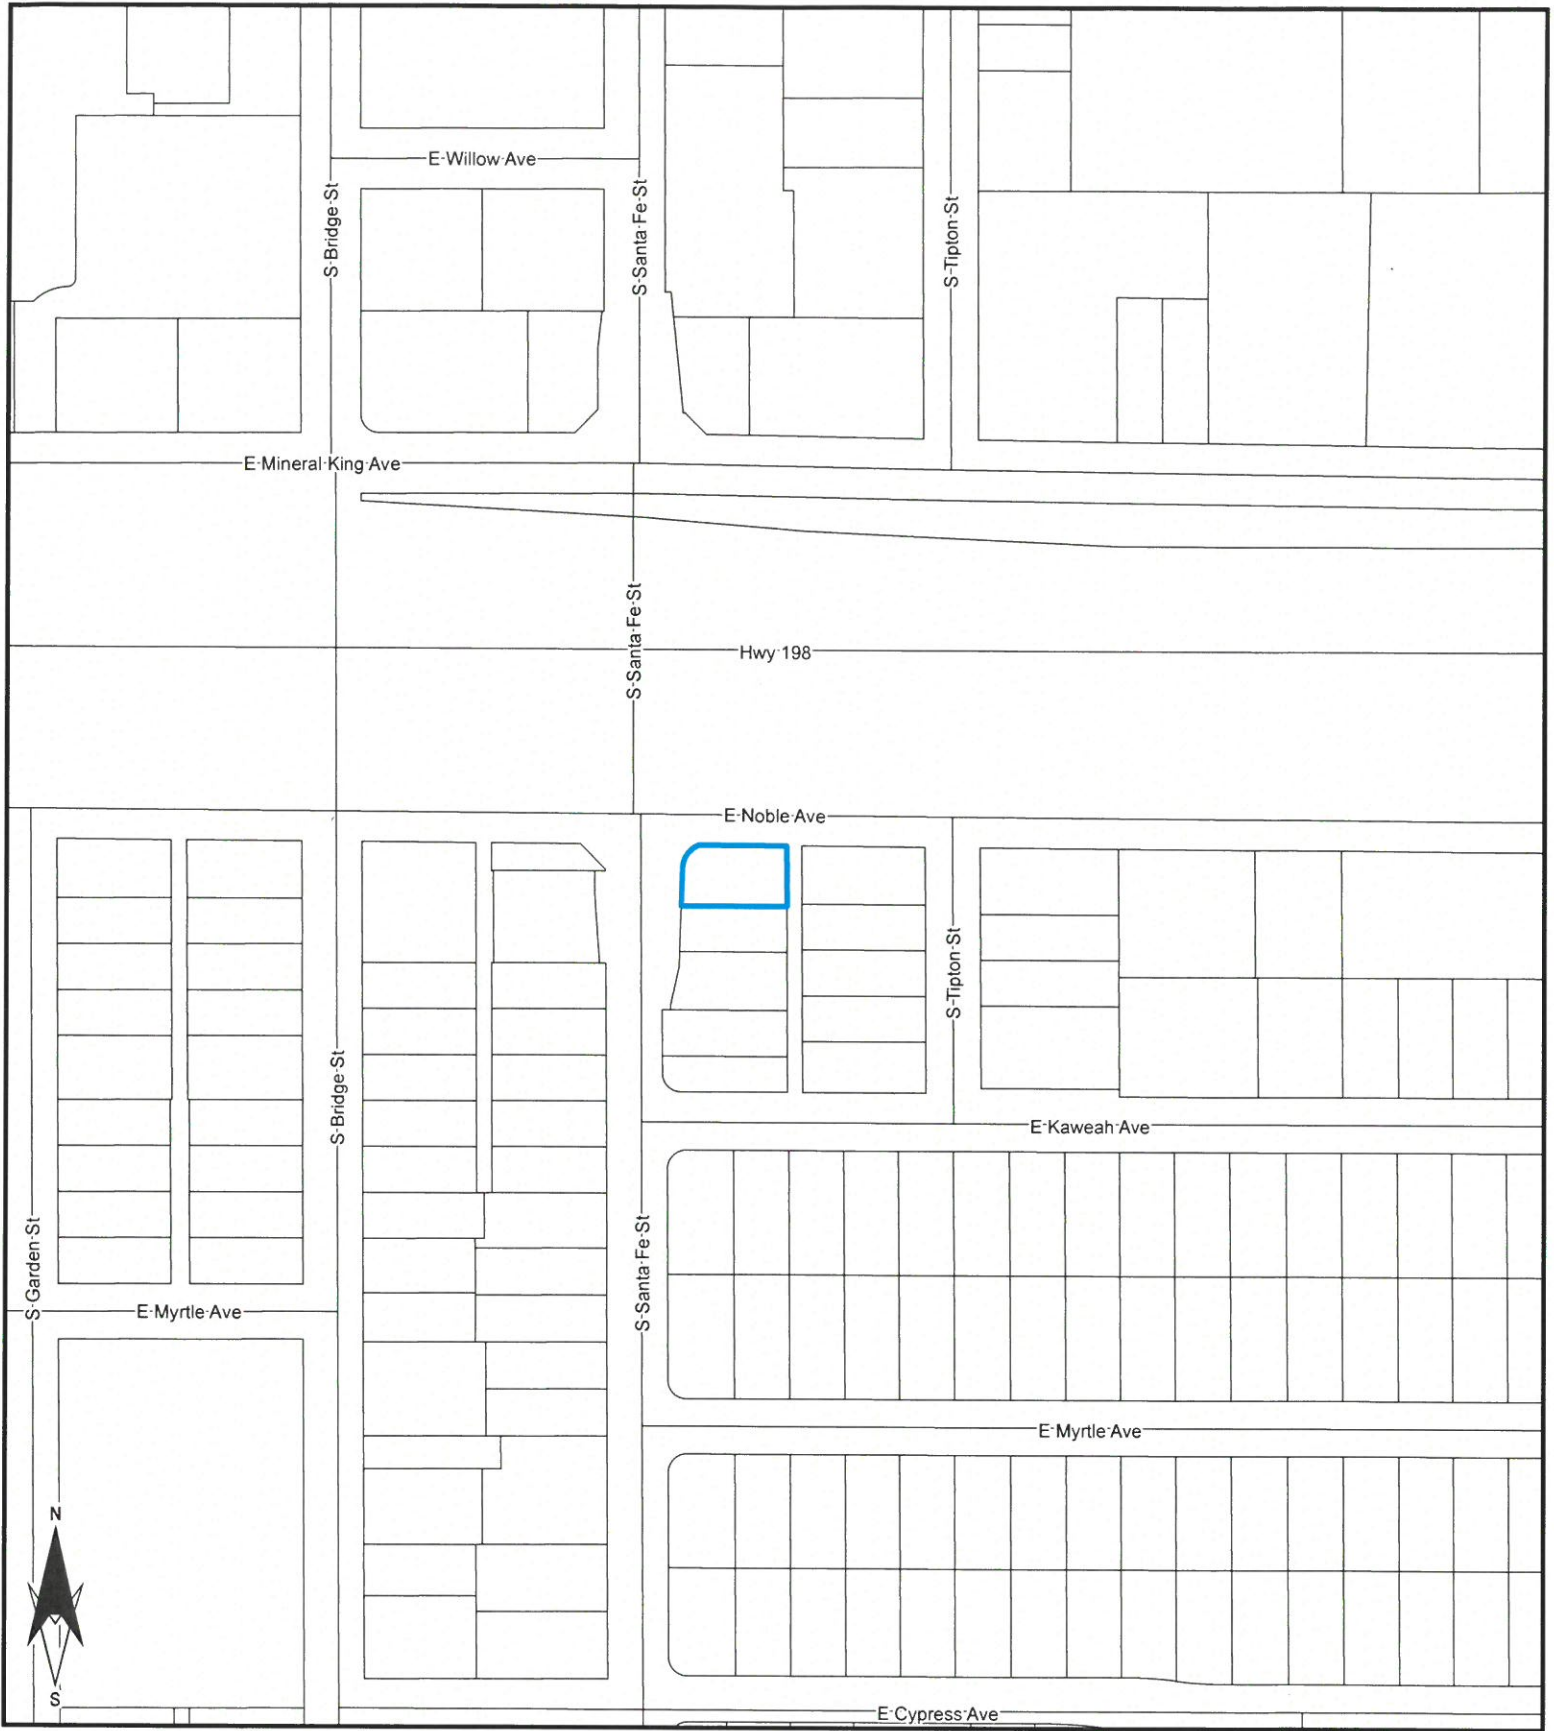 E Willow Ave
S Bridge St
S Santa Fe St
S Tipton St
E Mineral King Ave
S Santa Fe St
Hwy 198
E Noble Ave
S Tipton St
S Bridge St
E Kaweah Ave
S Garden St
S Santa Fe St
E Myrtle Ave
E Myrtle Ave
N
S
E Cypress Ave